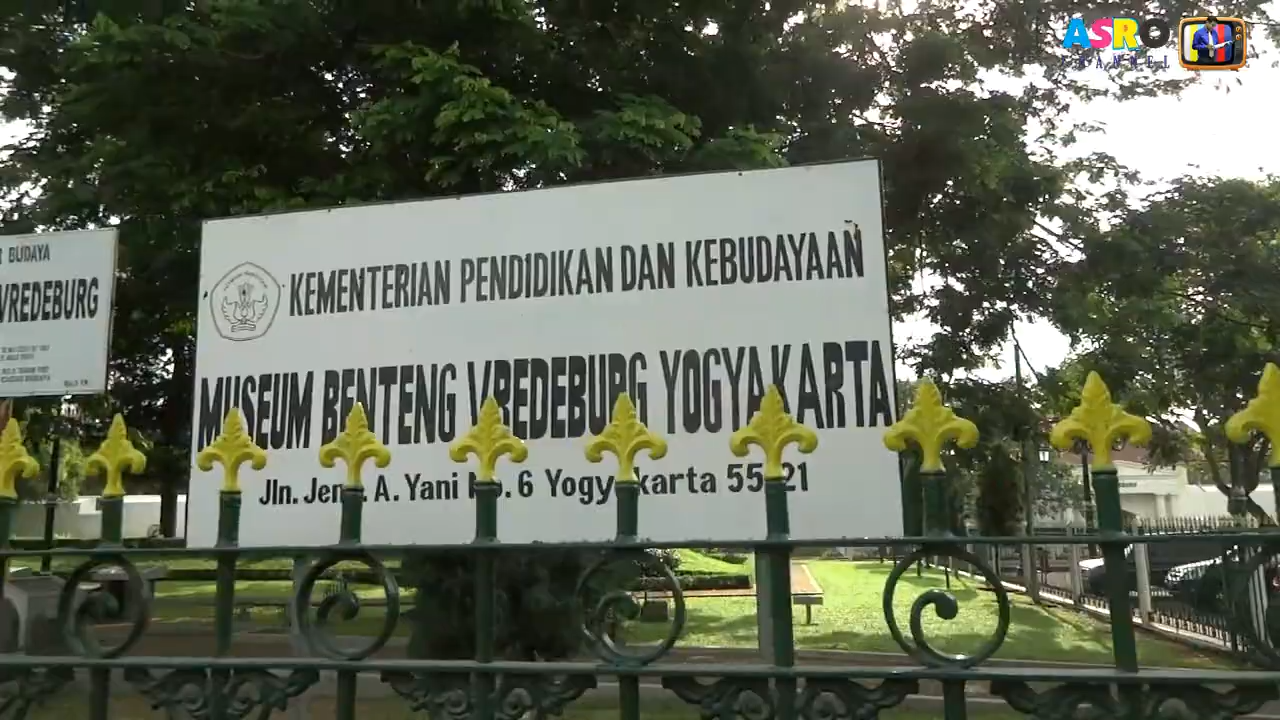 ASRO
CHANNEL
BUDAYA
VREDEBURG
KEMENTERIAN PENDIDIKAN DAN KEBUDAYAAN
MUSEUM BENTENG VREDEBURG YOGYAKARTA
Jln. Jend. A. Yani No. 6 Yogyakarta 55121